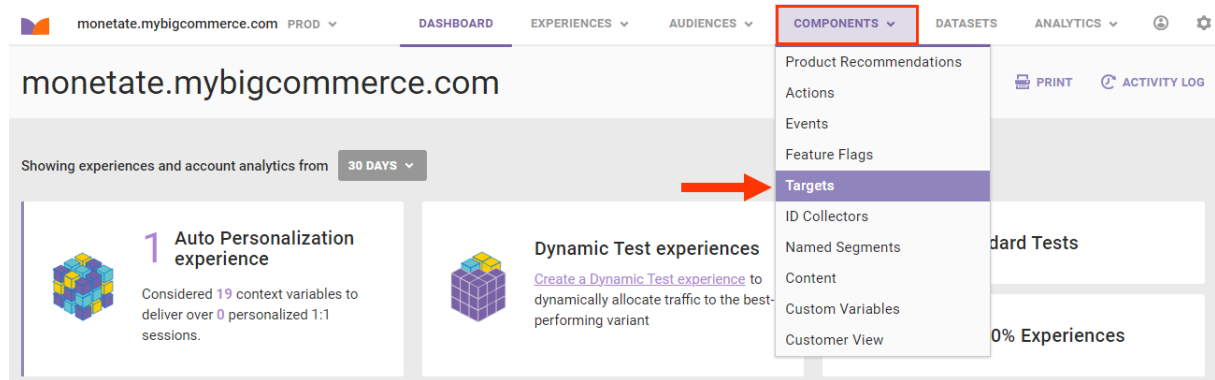 monetate.mybigcommerce.com PROD
DASHBOARD
EXPERIENCES
AUDIENCES
COMPONENTS
DATASETS
ANALYTICS
monetate.mybigcommerce.com
PRINT
ACTIVITY LOG
Product Recommendations
Actions
Events
Feature Flags
Targets
ID Collectors
Named Segments
Content
Custom Variables
Customer View
Showing experiences and account analytics from 30 DAYS
1 Auto Personalization
experience
Considered 19 context variables to
deliver over 0 personalized 1:1
sessions.
Dynamic Test experiences
Create a Dynamic Test experience to
dynamically allocate traffic to the best-
performing variant
dard Tests
0% Experiences